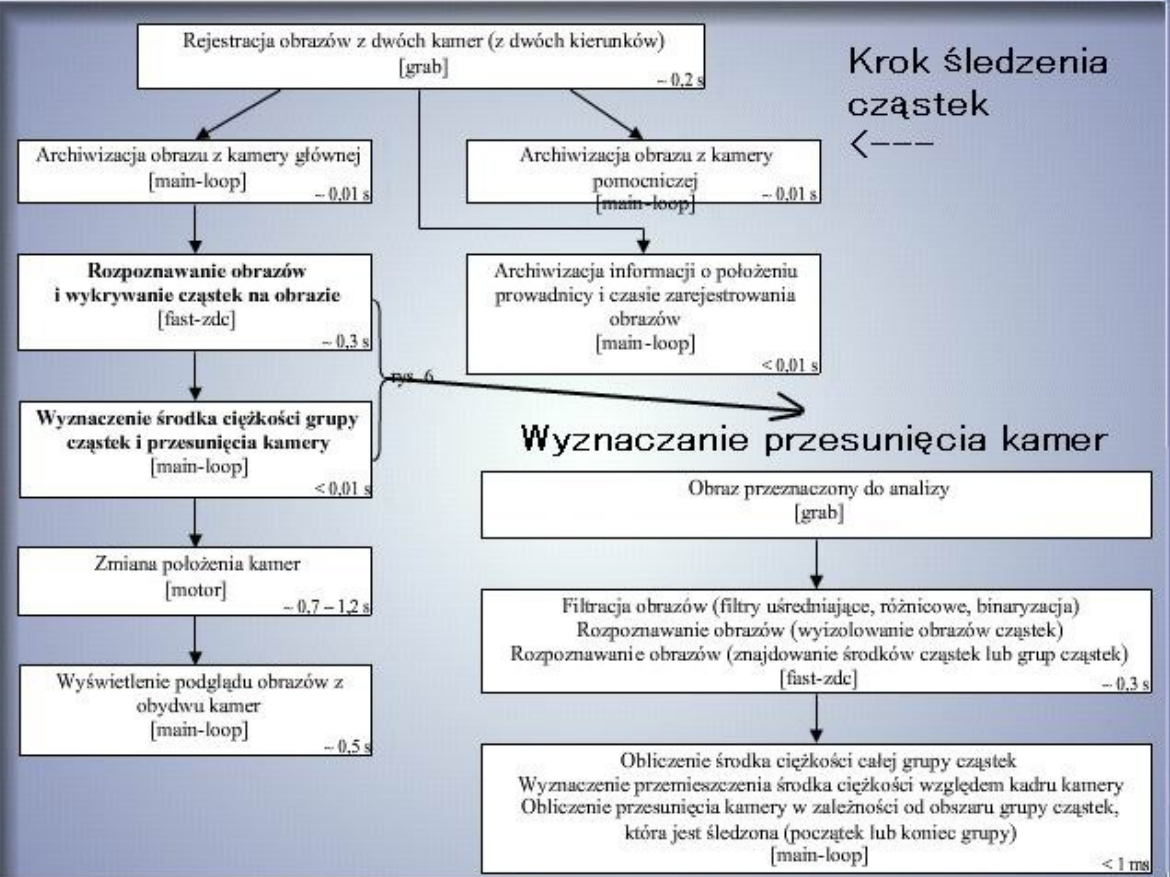 Rejestracja obrazów z dwóch kamer (z dwóch kierunków)
[grab]
~ 0,2 s
Krok śledzenia
cząstek
<---
Archiwizacja obrazu z kamery głównej
[main-loop]
~ 0,01 s
Archiwizacja obrazu z kamery
pomocniczej
[main-loop]
~ 0,01 s
Rozpoznawanie obrazów
i wykrywanie cząstek na obrazie
[fast-zdc]
~ 0,3 s
Archiwizacja informacji o położeniu
prowadnicy i czasie zarejestrowania
obrazów
[main-loop]
< 0,01 s
rys. 6
Wyznaczenie środka ciężkości grupy
cząstek i przesunięcia kamery
[main-loop]
< 0,01 s
Zmiana położenia kamer
[motor]
~ 0,7 – 1,2 s
Wyświetlenie podglądu obrazów z
obydwu kamer
[main-loop]
~ 0,5 s
Wyznaczanie przesunięcia kamer
Obraz przeznaczony do analizy
[grab]
Filtracja obrazów (filtry uśredniające, różnicowe, binaryzacja)
Rozpoznawanie obrazów (wyizolowanie obrazów cząstek)
Rozpoznawanie obrazów (znajdowanie środków cząstek lub grup cząstek)
[fast-zdc]
~ 0,3 s
Obliczenie środka ciężkości całej grupy cząstek
Wyznaczenie przemieszczenia środka ciężkości względem kadru kamery
Obliczenie przesunięcia kamery w zależności od obszaru grupy cząstek,
która jest śledzona (początek lub koniec grupy)
[main-loop]
< 1 ms